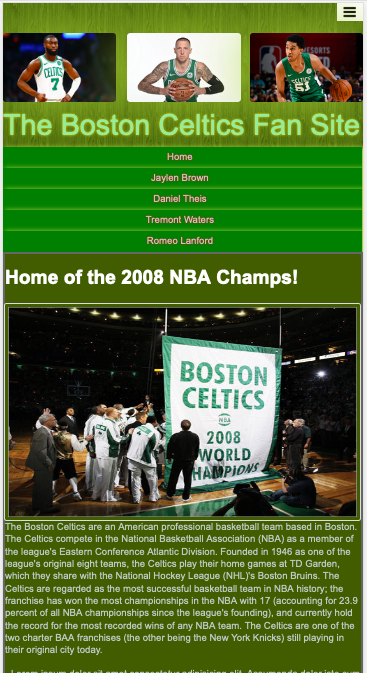 CELTICS
7
CELTICS
CELTICS
51
The Boston Celtics Fan Site
Home
Jaylen Brown
Daniel Theis
Tremont Waters
Romeo Lanford
Home of the 2008 NBA Champs!
BOSTON
CELTICS
NBA
2008
WORLD
CHAMPIONS
The Boston Celtics are an American professional basketball team based in Boston.
The Celtics compete in the National Basketball Association (NBA) as a member of
the league's Eastern Conference Atlantic Division. Founded in 1946 as one of the
league's original eight teams, the Celtics play their home games at TD Garden,
which they share with the National Hockey League (NHL)'s Boston Bruins. The
Celtics are regarded as the most successful basketball team in NBA history; the
franchise has won the most championships in the NBA with 17 (accounting for 23.9
percent of all NBA championships since the league's founding), and currently hold
the record for the most recorded wins of any NBA team. The Celtics are one of the
two charter BAA franchises (the other being the New York Knicks) still playing in
their original city today.